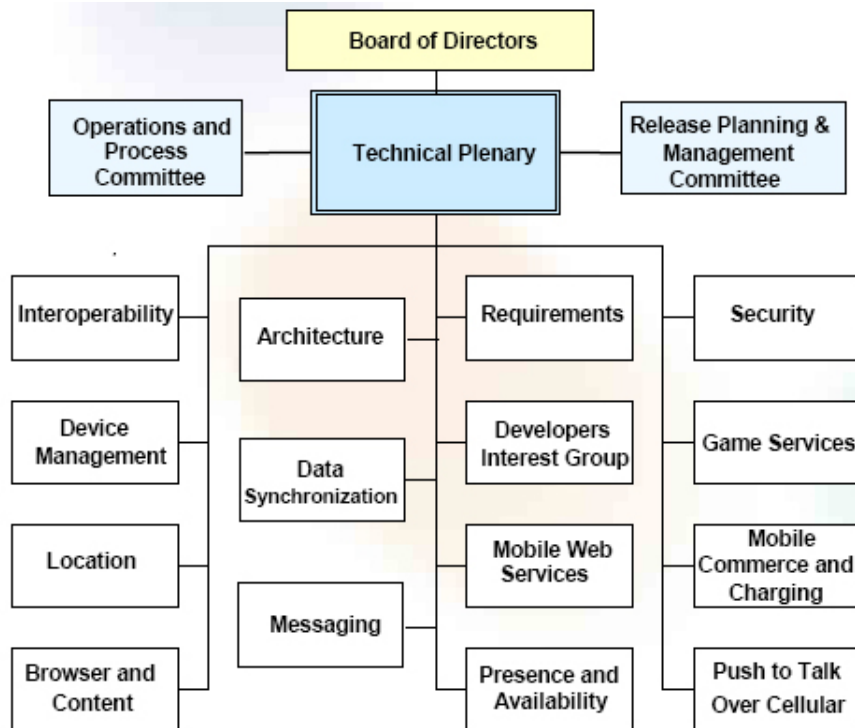 Board of Directors
Operations and
Process
Committee
Technical Plenary
Release Planning &
Management
Committee
Interoperability
Architecture
Requirements
Security
Device
Management
Data
Synchronization
Developers
Interest Group
Game Services
Location
Messaging
Mobile Web
Services
Mobile
Commerce and
Charging
Browser and
Content
Presence and
Availability
Push to Talk
Over Cellular